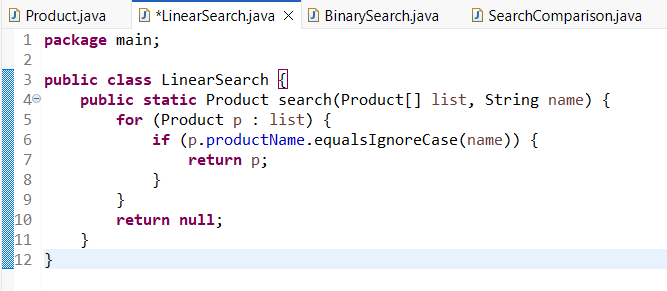 Product.java *LinearSearch.java BinarySearch.java SearchComparison.java
1 package main;
2
3 public class LinearSearch {
4 public static Product search(Product[] list, String name) {
5 for (Product p : list) {
6 if (p.productName.equalsIgnoreCase(name)) {
7 return p;
8 }
9 }
10 return null;
11 }
12 }